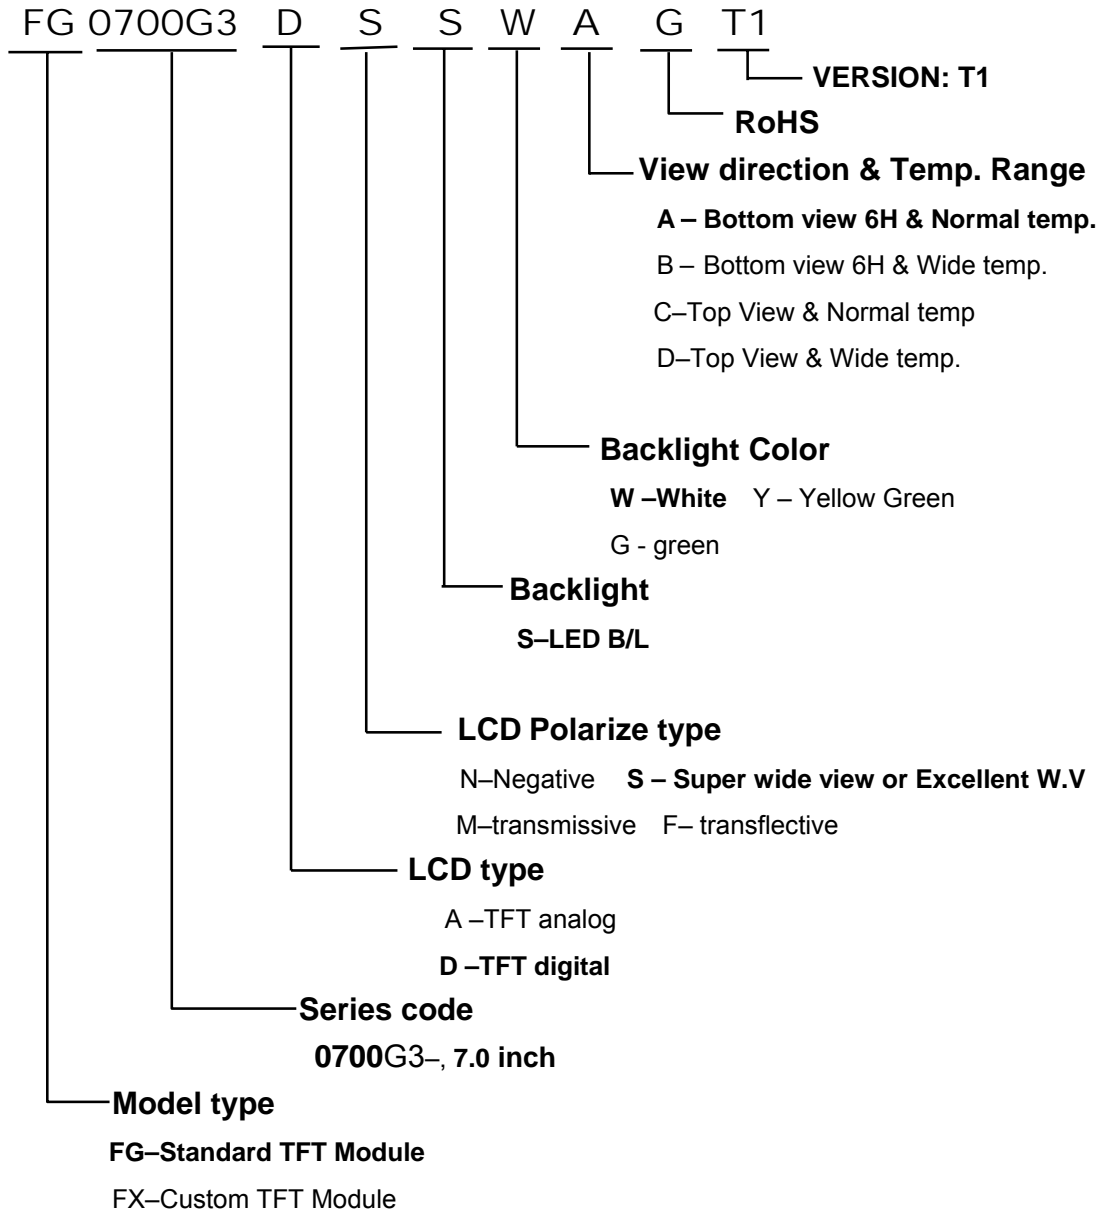 FG 0700G3 D S S W A G T1
VERSION: T1
RoHS
View direction & Temp. Range
A – Bottom view 6H & Normal temp.
B – Bottom view 6H & Wide temp.
C–Top View & Normal temp
D–Top View & Wide temp.
Backlight Color
W –White Y – Yellow Green
G - green
Backlight
S–LED B/L
LCD Polarize type
N–Negative S – Super wide view or Excellent W.V
M–transmissive F– transflective
LCD type
A –TFT analog
D –TFT digital
Series code
0700G3–, 7.0 inch
Model type
FG–Standard TFT Module
FX–Custom TFT Module